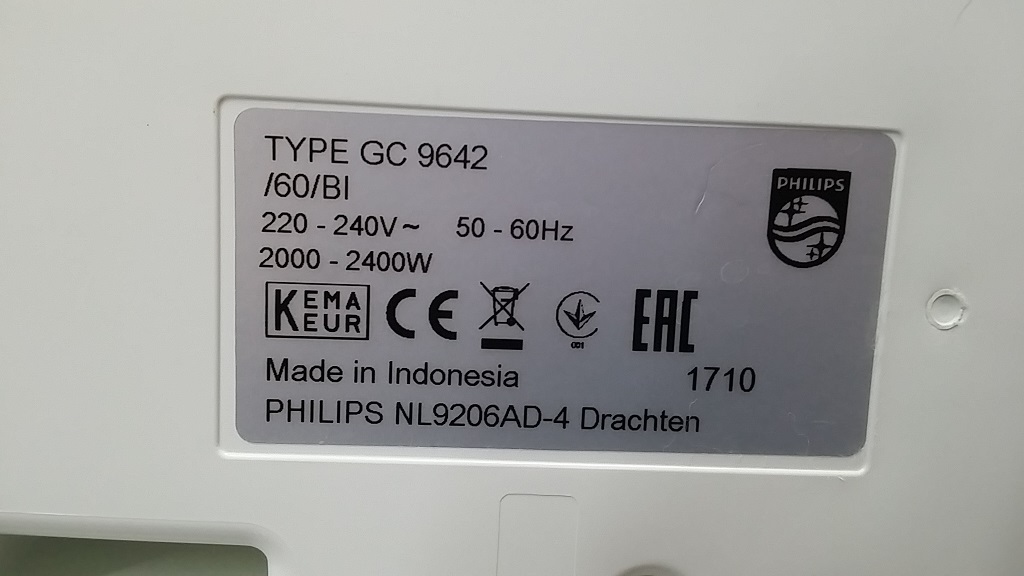 TYPE GC 9642
/60/BI
PHILIPS
220 - 240V~ 50 - 60Hz
2000 - 2400W
KEMA
EUR
CE
001
EAC
Made in Indonesia 1710
PHILIPS NL9206AD-4 Drachten